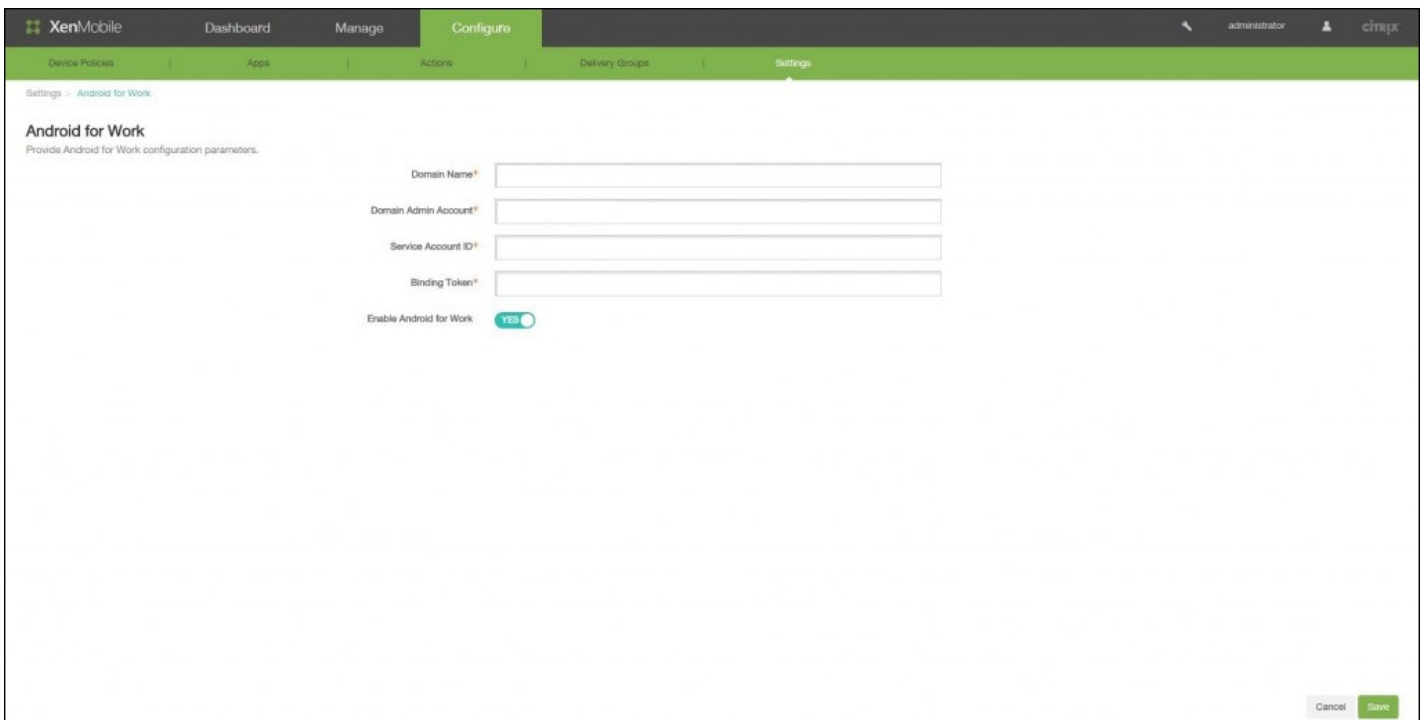 XenMobile Dashboard Manage Configure administrator CITRIX
Device Policies | Apps | Actions | Delivery Groups | Settings
Settings > Android for Work
Android for Work
Provide Android for Work configuration parameters.
Domain Name*
Domain Admin Account*
Service Account ID*
Binding Token*
Enable Android for Work YES
Cancel Save